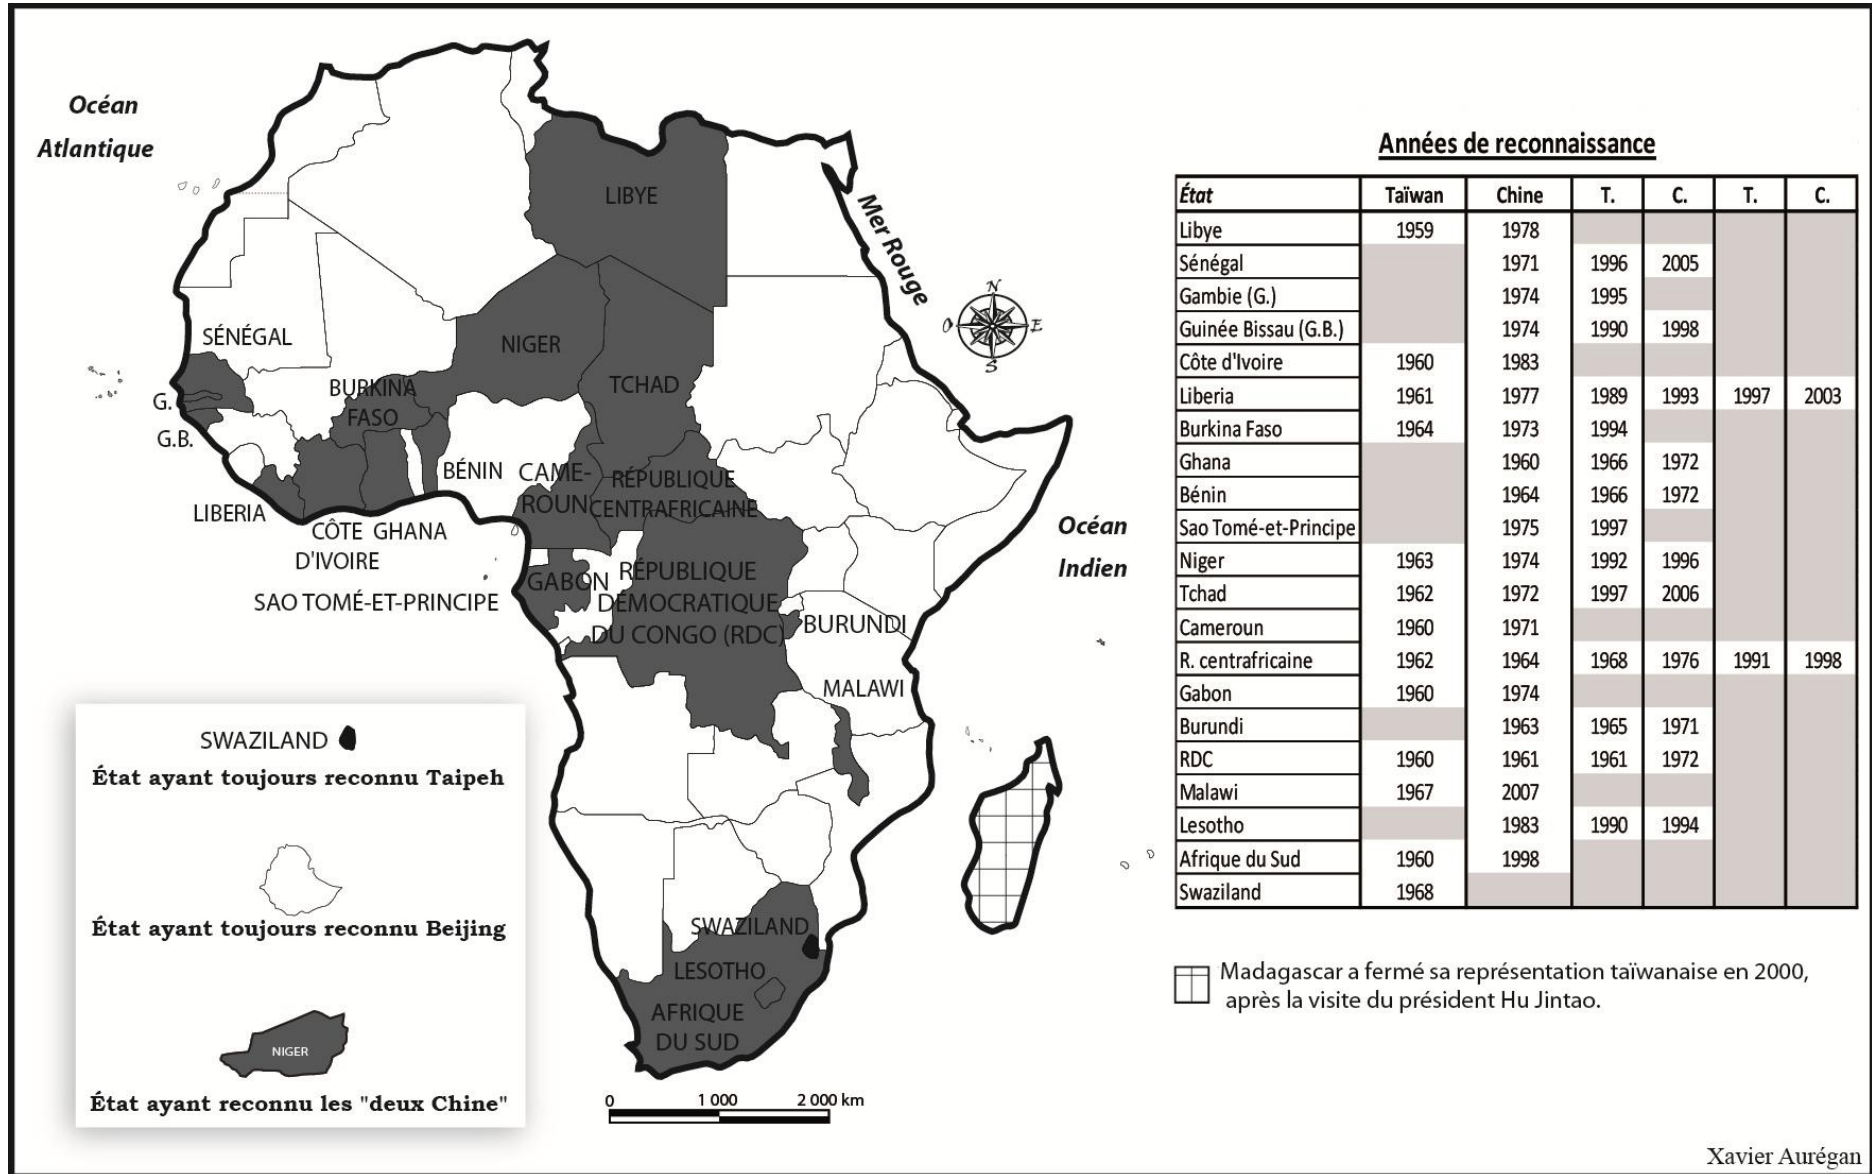 Océan
Atlantique
Mer Rouge
N
O
E
S
Océan
Indien
LIBYE
NIGER
TCHAD
SÉNÉGAL
G.
G.B.
BURKINA
FASO
BÉNIN
CAME-
ROUN
RÉPUBLIQUE
CENTRAFRICAINE
LIBERIA
CÔTE
D'IVOIRE
GHANA
SAO TOMÉ-ET-PRINCIPE
GABON
RÉPUBLIQUE
DÉMOCRATIQUE
DU CONGO (RDC)
BURUNDI
MALAWI
SWAZILAND
LESOTHO
AFRIQUE
DU SUD
0 1 000 2 000 km
SWAZILAND
État ayant toujours reconnu Taipeh
État ayant toujours reconnu Beijing
NIGER
État ayant reconnu les "deux Chine"
Années de reconnaissance
État Taïwan Chine T. C. T. C.
Libye 1959 1978
Sénégal 1971 1996 2005
Gambie (G.) 1974 1995
Guinée Bissau (G.B.) 1974 1990 1998
Côte d'Ivoire 1960 1983
Liberia 1961 1977 1989 1993 1997 2003
Burkina Faso 1964 1973 1994
Ghana 1960 1966 1972
Bénin 1964 1966 1972
Sao Tomé-et-Principe 1975 1997
Niger 1963 1974 1992 1996
Tchad 1962 1972 1997 2006
Cameroun 1960 1971
R. centrafricaine 1962 1964 1968 1976 1991 1998
Gabon 1960 1974
Burundi 1963 1965 1971
RDC 1960 1961 1961 1972
Malawi 1967 2007
Lesotho 1983 1990 1994
Afrique du Sud 1960 1998
Swaziland 1968
Madagascar a fermé sa représentation taïwanaise en 2000,
après la visite du président Hu Jintao.
Xavier Aurégan